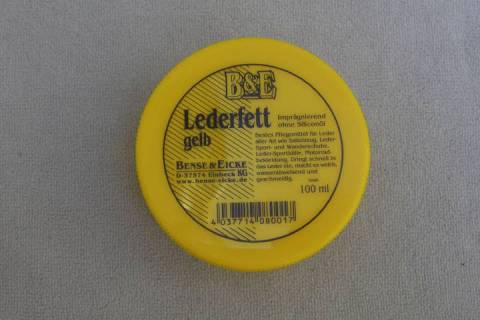 B&E
Lederfett
gelb
Imprägnierend
ohne Siliconöl
Bestes Pflegemittel für Leder
aller Art wie Sattelzeug, Leder-
Sport- und Wanderschuhe,
Leder-Sportbälle, Motorrad-
bekleidung. Dringt schnell in
das Leder ein, macht es weich,
wasserabweisend und
geschmeidig.
100 ml
BENSE & EICKE
D-37574 Einbeck
www.bense-eicke.de
4 037714 080017